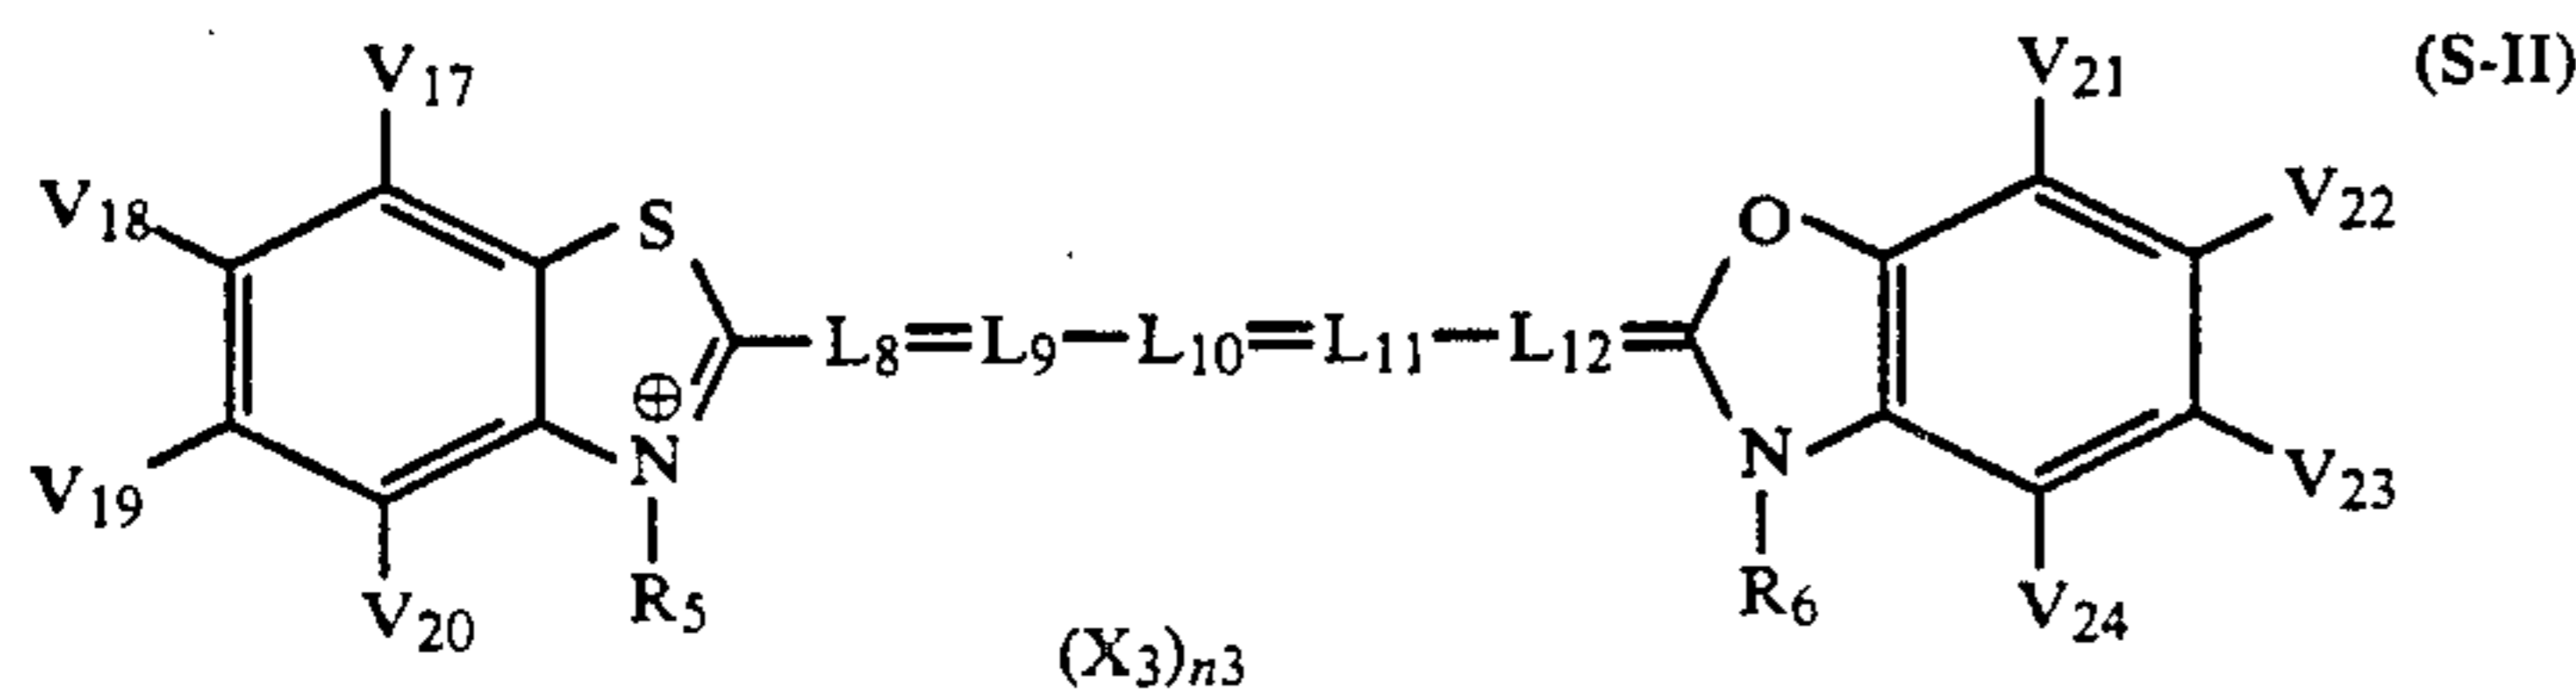 V17 V21 (S-II)
V18 S O V22
⊕ L8=L9—L10=L11—L12=
V19 N N V23
V20 R5 R6 V24
(X3)n3